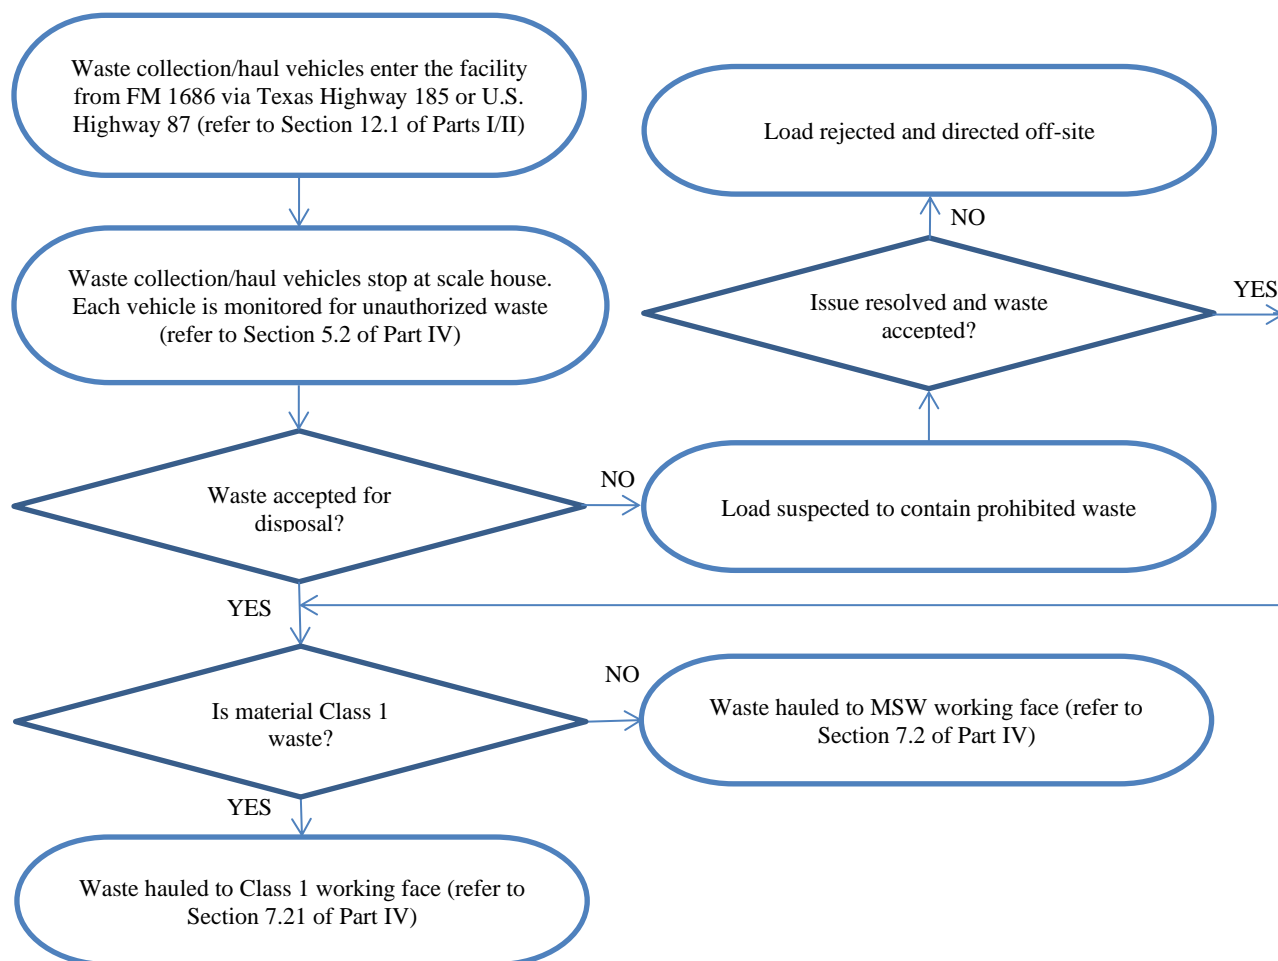 Waste collection/haul vehicles enter the facility
from FM 1686 via Texas Highway 185 or U.S.
Highway 87 (refer to Section 12.1 of Parts I/II)
Load rejected and directed off-site
NO
Waste collection/haul vehicles stop at scale house.
Each vehicle is monitored for unauthorized waste
(refer to Section 5.2 of Part IV)
Issue resolved and waste
accepted?
YES
Waste accepted for
disposal?
NO
Load suspected to contain prohibited waste
YES
Is material Class 1
waste?
NO
Waste hauled to MSW working face (refer to
Section 7.2 of Part IV)
YES
Waste hauled to Class 1 working face (refer to
Section 7.21 of Part IV)